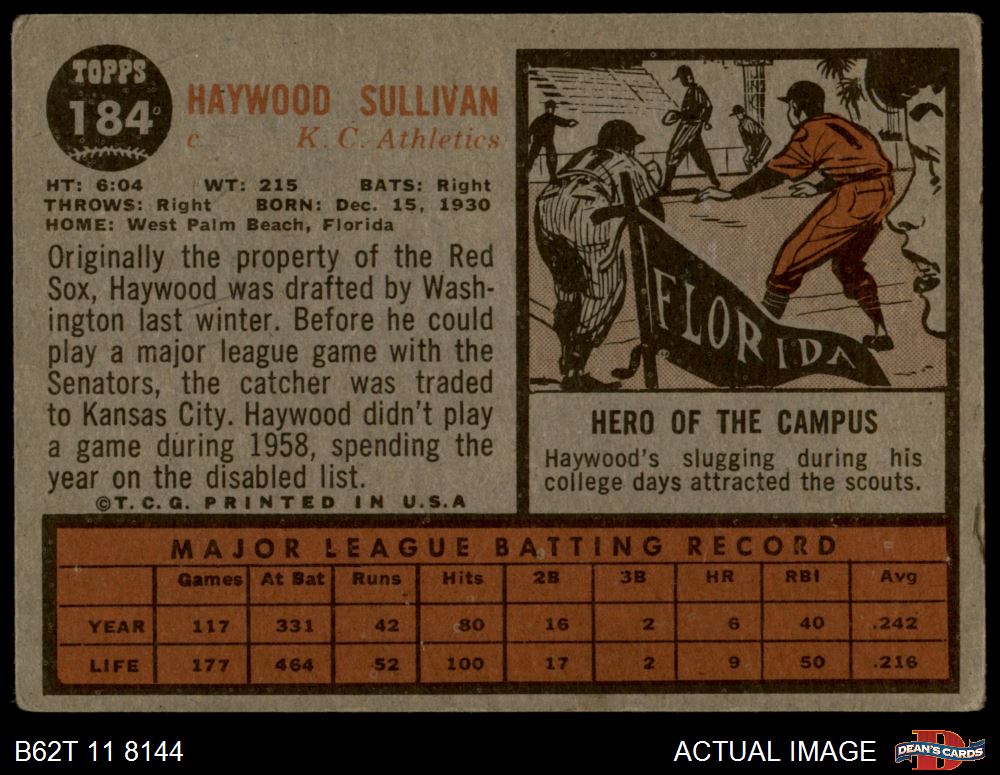 TOPPS
184
HAYWOOD SULLIVAN
c K. C. Athletics
HT: 6:04 WT: 215 BATS: Right
THROWS: Right BORN: Dec. 15, 1930
HOME: West Palm Beach, Florida
Originally the property of the Red
Sox, Haywood was drafted by Wash-
ington last winter. Before he could
play a major league game with the
Senators, the catcher was traded
to Kansas City. Haywood didn't play
a game during 1958, spending the
year on the disabled list.
©T.C.G. PRINTED IN U.S.A
FLORIDA
HERO OF THE CAMPUS
Haywood's slugging during his
college days attracted the scouts.
MAJOR LEAGUE BATTING RECORD
Games At Bat Runs Hits 2B 3B HR RBI Avg
YEAR 117 331 42 80 16 2 6 40 .242
LIFE 177 464 52 100 17 2 9 50 .216
B62T 11 8144
ACTUAL IMAGE
D
DEAN'S CARDS